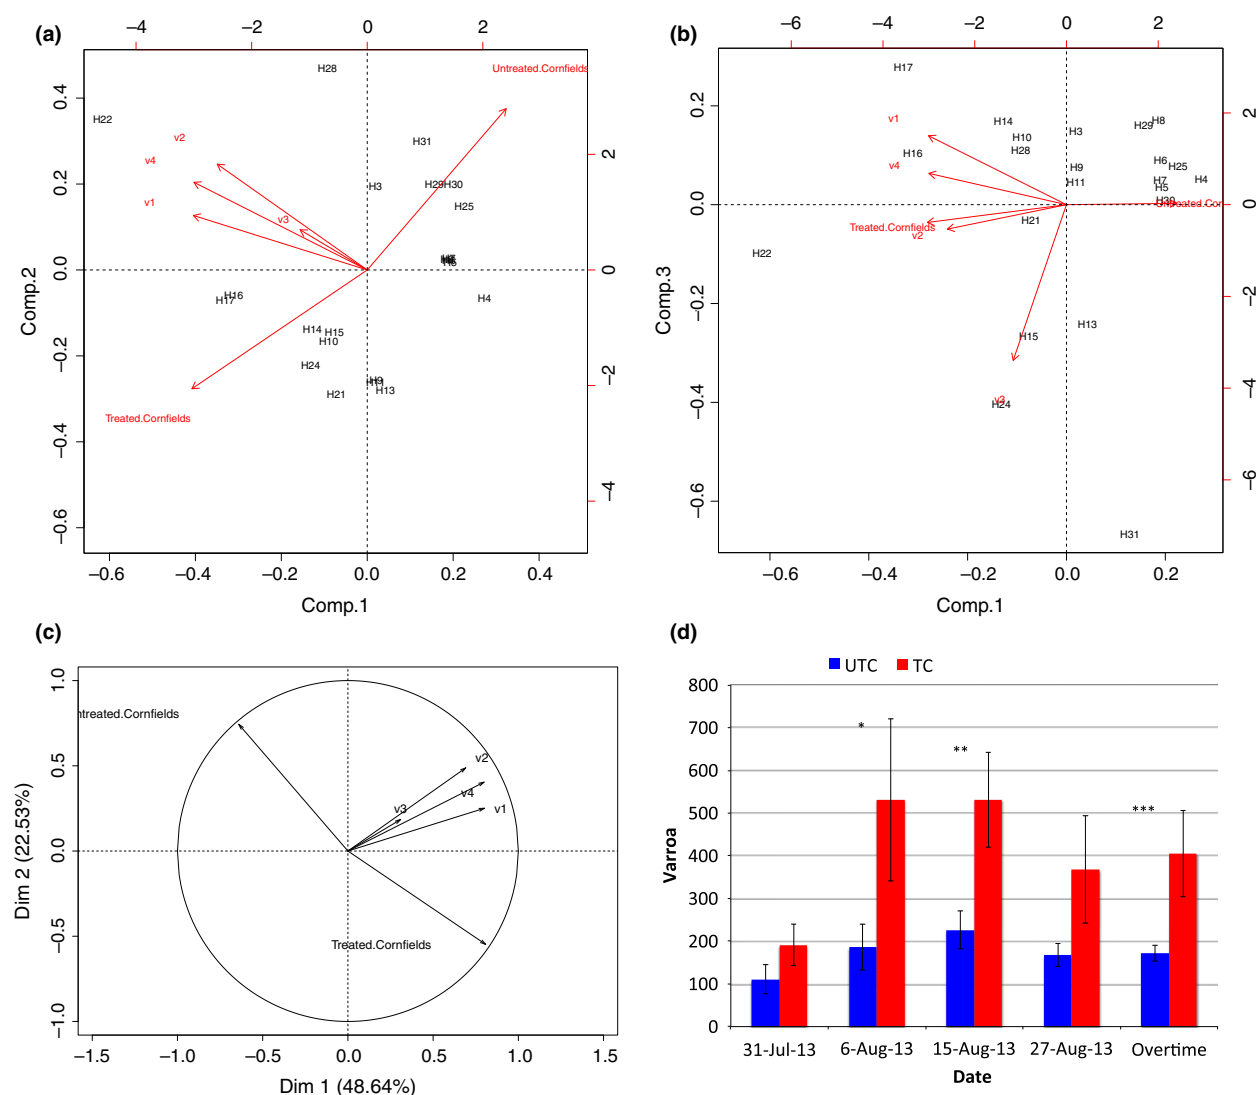 (a)
−4 −2 0 2
H28
Untreated.Cornfields
H22
v2
H31
v4
H3
H29 H30
v1
H25
v3
H4
H16
H17
H14
H15
H10
H24
H9
H13
H21
Treated.Cornfields
0.4
0.2
0.0
−0.2
−0.4
−0.6
Comp.2
2
0
−2
−4
−0.6 −0.4 −0.2 0.0 0.2 0.4
Comp.1
(b)
−6 −4 −2 0 2
H17
v1
H14
H8
H29
H3
H10
H28
H16
H6
v4
H9
H25
H11
H7
H4
H5
H30
Untreated.Cor
H21
Treated.Cornfields
v2
H22
H13
H15
v3
H24
H31
0.2
0.0
−0.2
−0.4
−0.6
Comp.3
2
0
−2
−4
−6
−0.6 −0.4 −0.2 0.0 0.2
Comp.1
(c)
ntreated.Cornfields
v2
v4
v3
v1
Treated.Cornfields
1.0
0.5
0.0
−0.5
−1.0
Dim 2 (22.53%)
−1.5 −1.0 −0.5 0.0 0.5 1.0 1.5
Dim 1 (48.64%)
(d)
UTC TC
800
700
600
500
400
300
200
100
0
Varroa
*
**
***
31-Jul-13 6-Aug-13 15-Aug-13 27-Aug-13 Overtime
Date